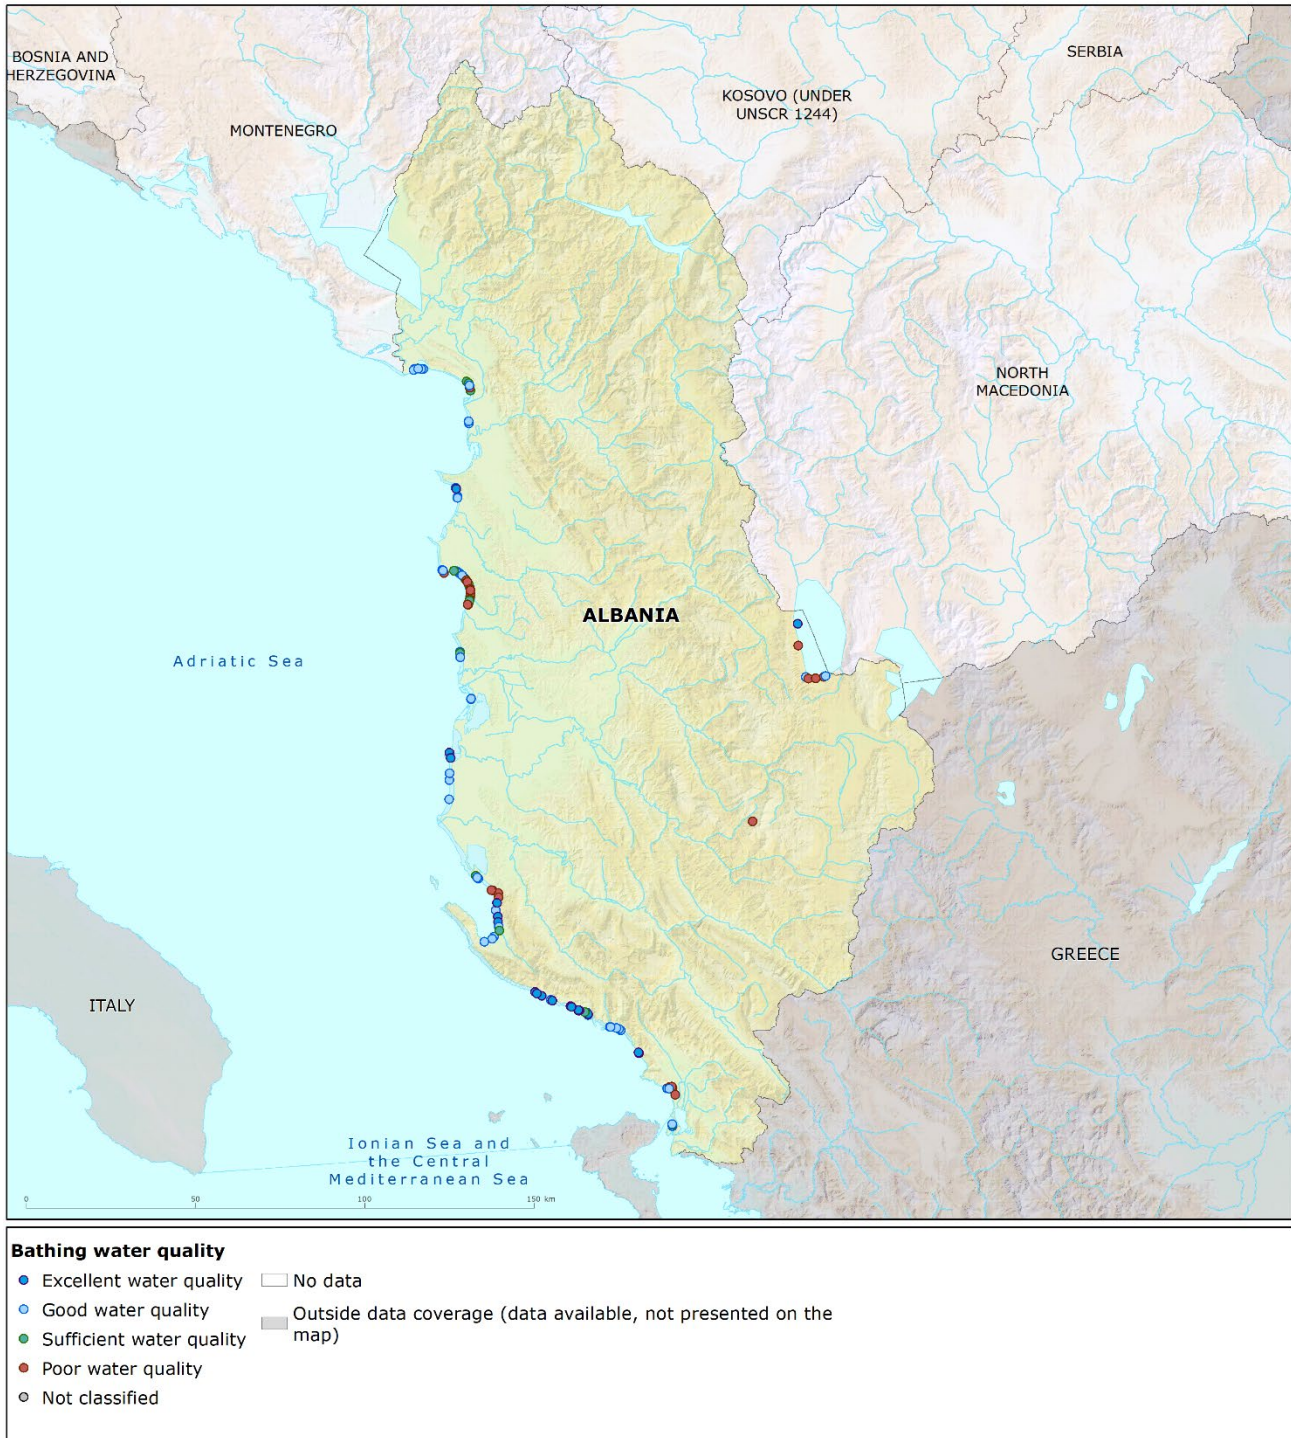 BOSNIA AND
HERZEGOVINA
SERBIA
KOSOVO (UNDER
UNSCR 1244)
MONTENEGRO
NORTH
MACEDONIA
ALBANIA
Adriatic Sea
GREECE
ITALY
Ionian Sea and
the Central
Mediterranean Sea
0 50 100 150 km
Bathing water quality
Excellent water quality
Good water quality
Sufficient water quality
Poor water quality
Not classified
No data
Outside data coverage (data available, not presented on the
map)